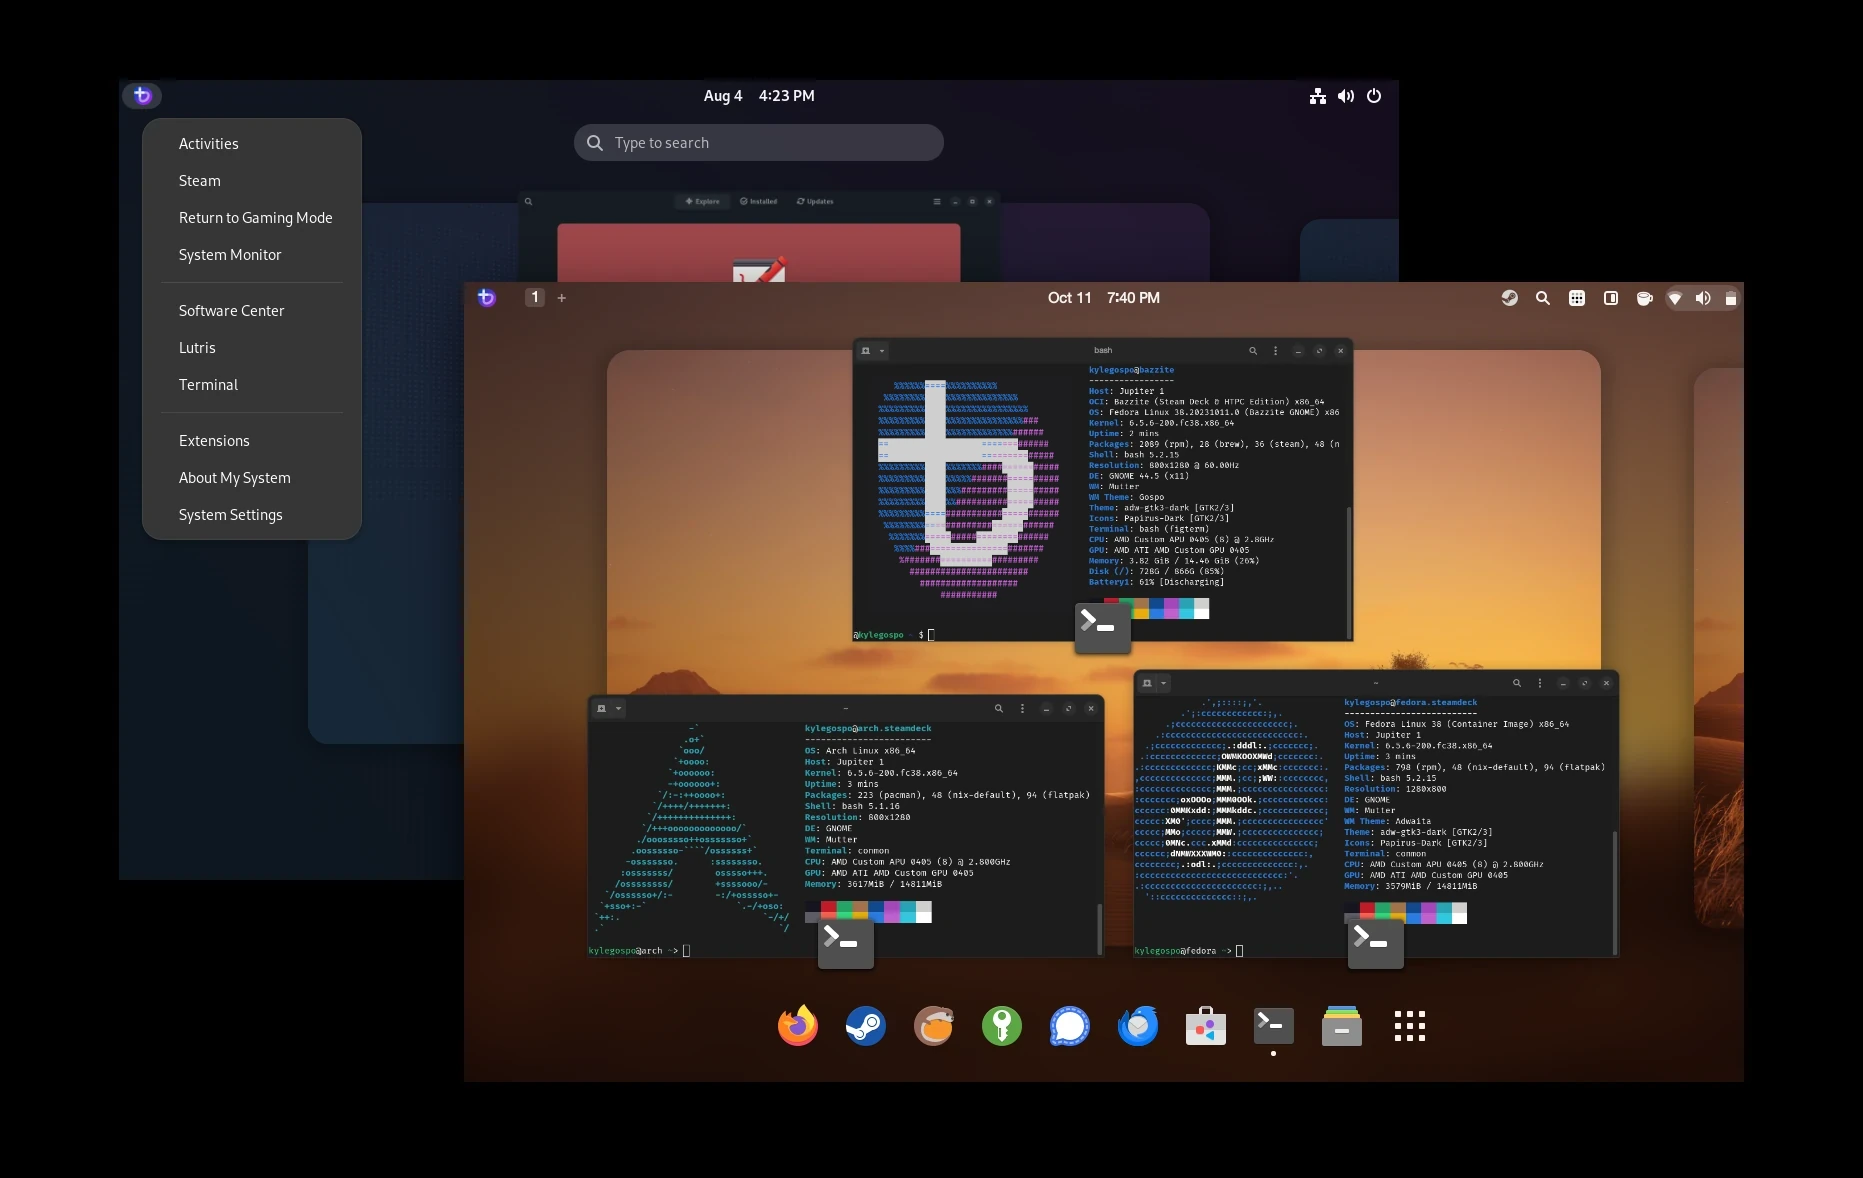 Aug 4 4:23 PM
Type to search
Activities
Steam
Return to Gaming Mode
System Monitor
Software Center
Lutris
Terminal
Extensions
About My System
System Settings
Explore Installed Updates
1 +
Oct 11 7:40 PM
bash
kylegospo@bazzite
-----------------
Host: Jupiter 1
OCI: Bazzite (Steam Deck & HTPC Edition) x86_64
OS: Fedora Linux 38.20231011.0 (Bazzite GNOME) x86
Kernel: 6.5.6-200.fc38.x86_64
Uptime: 2 mins
Packages: 2089 (rpm), 28 (brew), 36 (steam), 48 (n
Shell: bash 5.2.15
Resolution: 800x1280 @ 60.00Hz
DE: GNOME 44.5 (x11)
WM: Mutter
WM Theme: Gospo
Theme: adw-gtk3-dark [GTK2/3]
Icons: Papirus-Dark [GTK2/3]
Terminal: bash (figterm)
CPU: AMD Custom APU 0405 (8) @ 2.8GHz
GPU: AMD ATI AMD Custom GPU 0405
Memory: 3.82 GiB / 14.46 GiB (26%)
Disk (/): 728G / 866G (85%)
Battery1: 61% [Discharging]
@kylegospo ~ $
~
kylegospo@arch.steamdeck
------------------------
OS: Arch Linux x86_64
Host: Jupiter 1
Kernel: 6.5.6-200.fc38.x86_64
Uptime: 3 mins
Packages: 223 (pacman), 48 (nix-default), 94 (flatpak)
Shell: bash 5.1.16
Resolution: 800x1280
DE: GNOME
WM: Mutter
Terminal: conmon
CPU: AMD Custom APU 0405 (8) @ 2.800GHz
GPU: AMD ATI AMD Custom GPU 0405
Memory: 3617MiB / 14811MiB
kylegospo@arch ~>
~
kylegospo@fedora.steamdeck
--------------------------
OS: Fedora Linux 38 (Container Image) x86_64
Host: Jupiter 1
Kernel: 6.5.6-200.fc38.x86_64
Uptime: 3 mins
Packages: 798 (rpm), 48 (nix-default), 94 (flatpak)
Shell: bash 5.2.15
Resolution: 1280x800
DE: GNOME
WM: Mutter
WM Theme: Adwaita
Theme: adw-gtk3-dark [GTK2/3]
Icons: Papirus-Dark [GTK2/3]
Terminal: conmon
CPU: AMD Custom APU 0405 (8) @ 2.800GHz
GPU: AMD ATI AMD Custom GPU 0405
Memory: 3579MiB / 14811MiB
kylegospo@fedora ~>